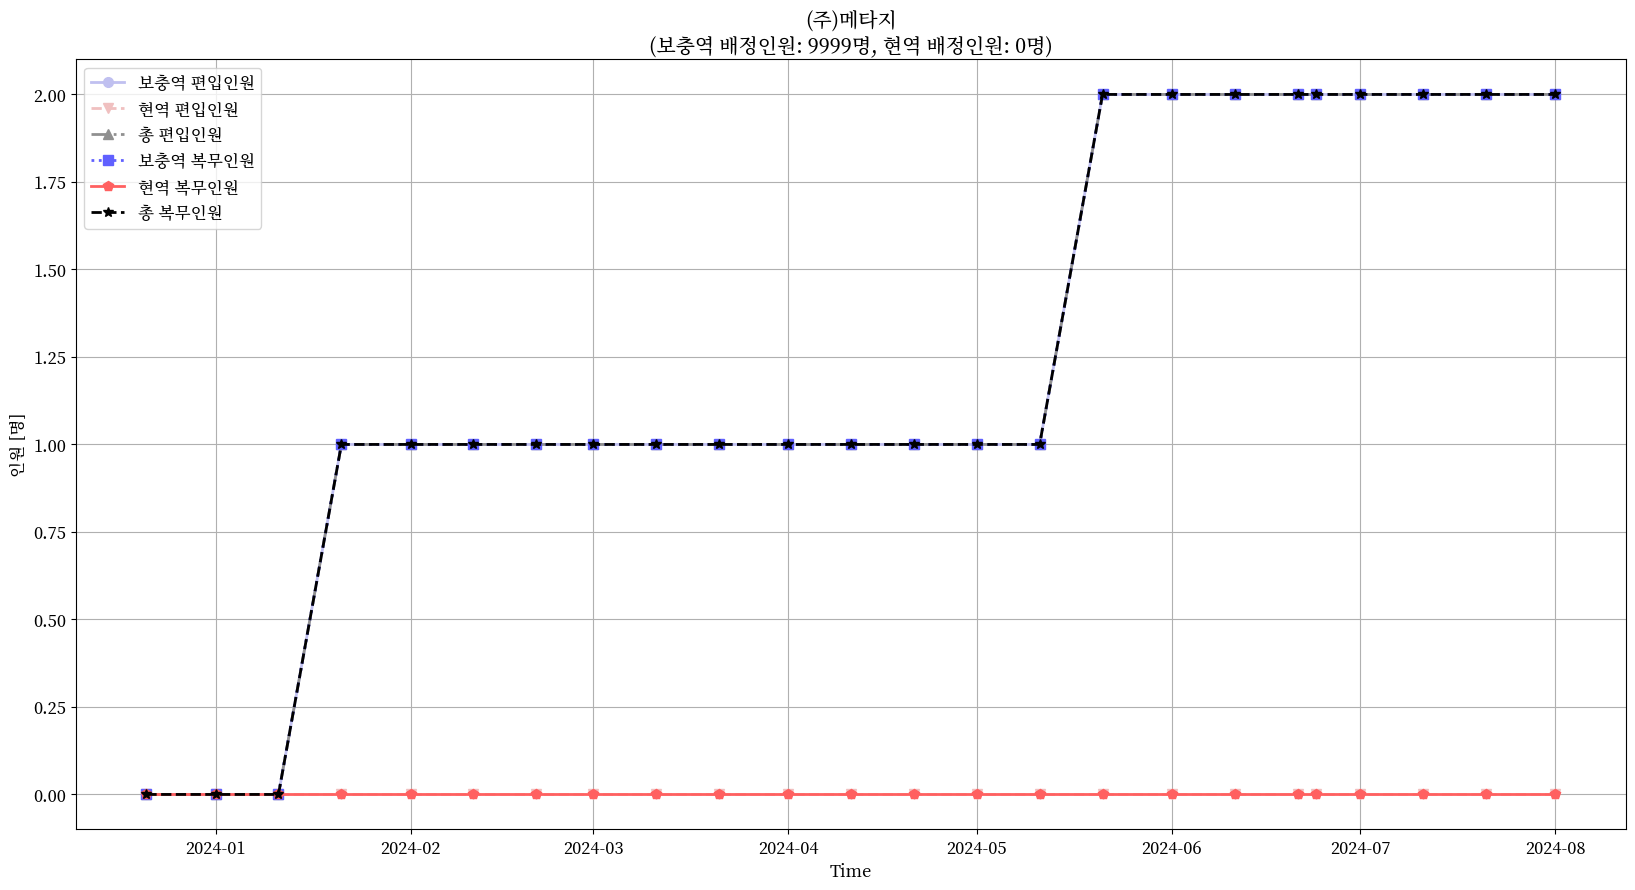 (주)메타지
(보충역 배정인원: 9999명, 현역 배정인원: 0명)
보충역 편입인원
현역 편입인원
총 편입인원
보충역 복무인원
현역 복무인원
총 복무인원
인원 [명]
2.00
1.75
1.50
1.25
1.00
0.75
0.50
0.25
0.00
2024-01 2024-02 2024-03 2024-04 2024-05 2024-06 2024-07 2024-08
Time